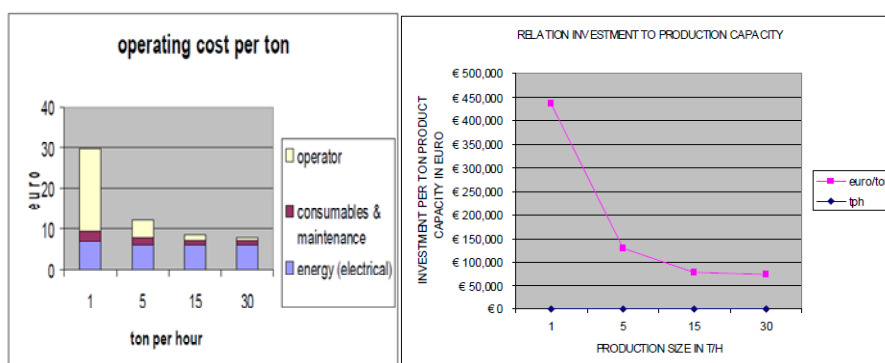 operating cost per ton
40
30
20
10
0
euro
1 5 15 30
ton per hour
operator
consumables &
maintenance
energy (electrical)
RELATION INVESTMENT TO PRODUCTION CAPACITY
€ 500,000
€ 450,000
€ 400,000
€ 350,000
€ 300,000
€ 250,000
€ 200,000
€ 150,000
€ 100,000
€ 50,000
€ 0
INVESTMENT PER TON PRODUCT
CAPACITY IN EURO
1 5 15 30
PRODUCTION SIZE IN T/H
euro/to
tph